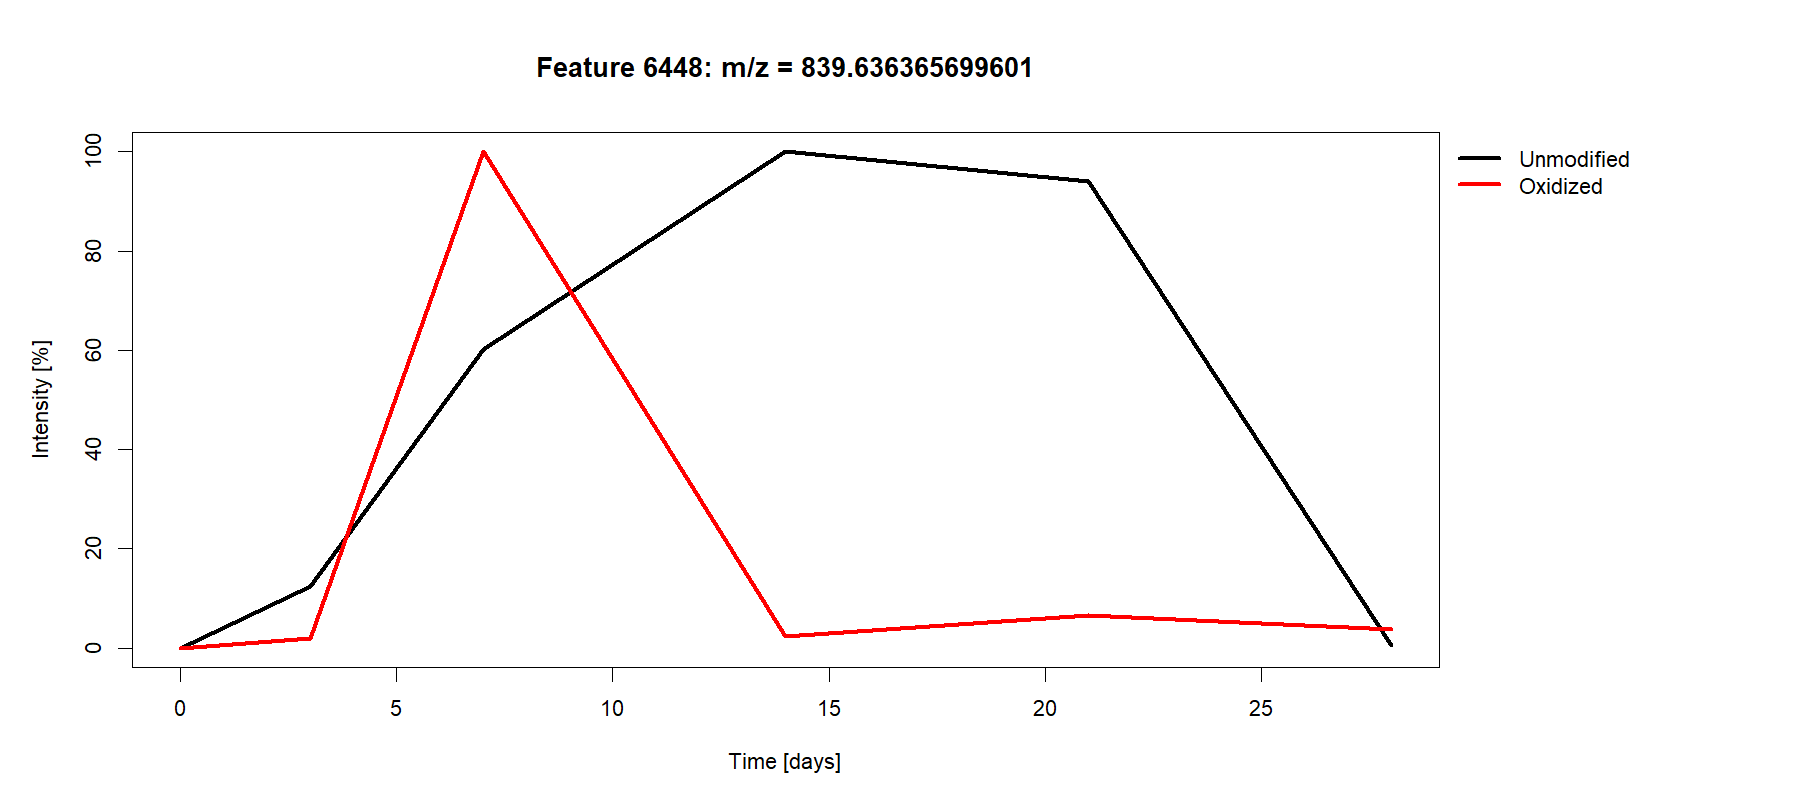 Feature 6448: m/z = 839.636365699601
Unmodified
Oxidized
Intensity [%]
100
80
60
40
20
0
0 5 10 15 20 25
Time [days]